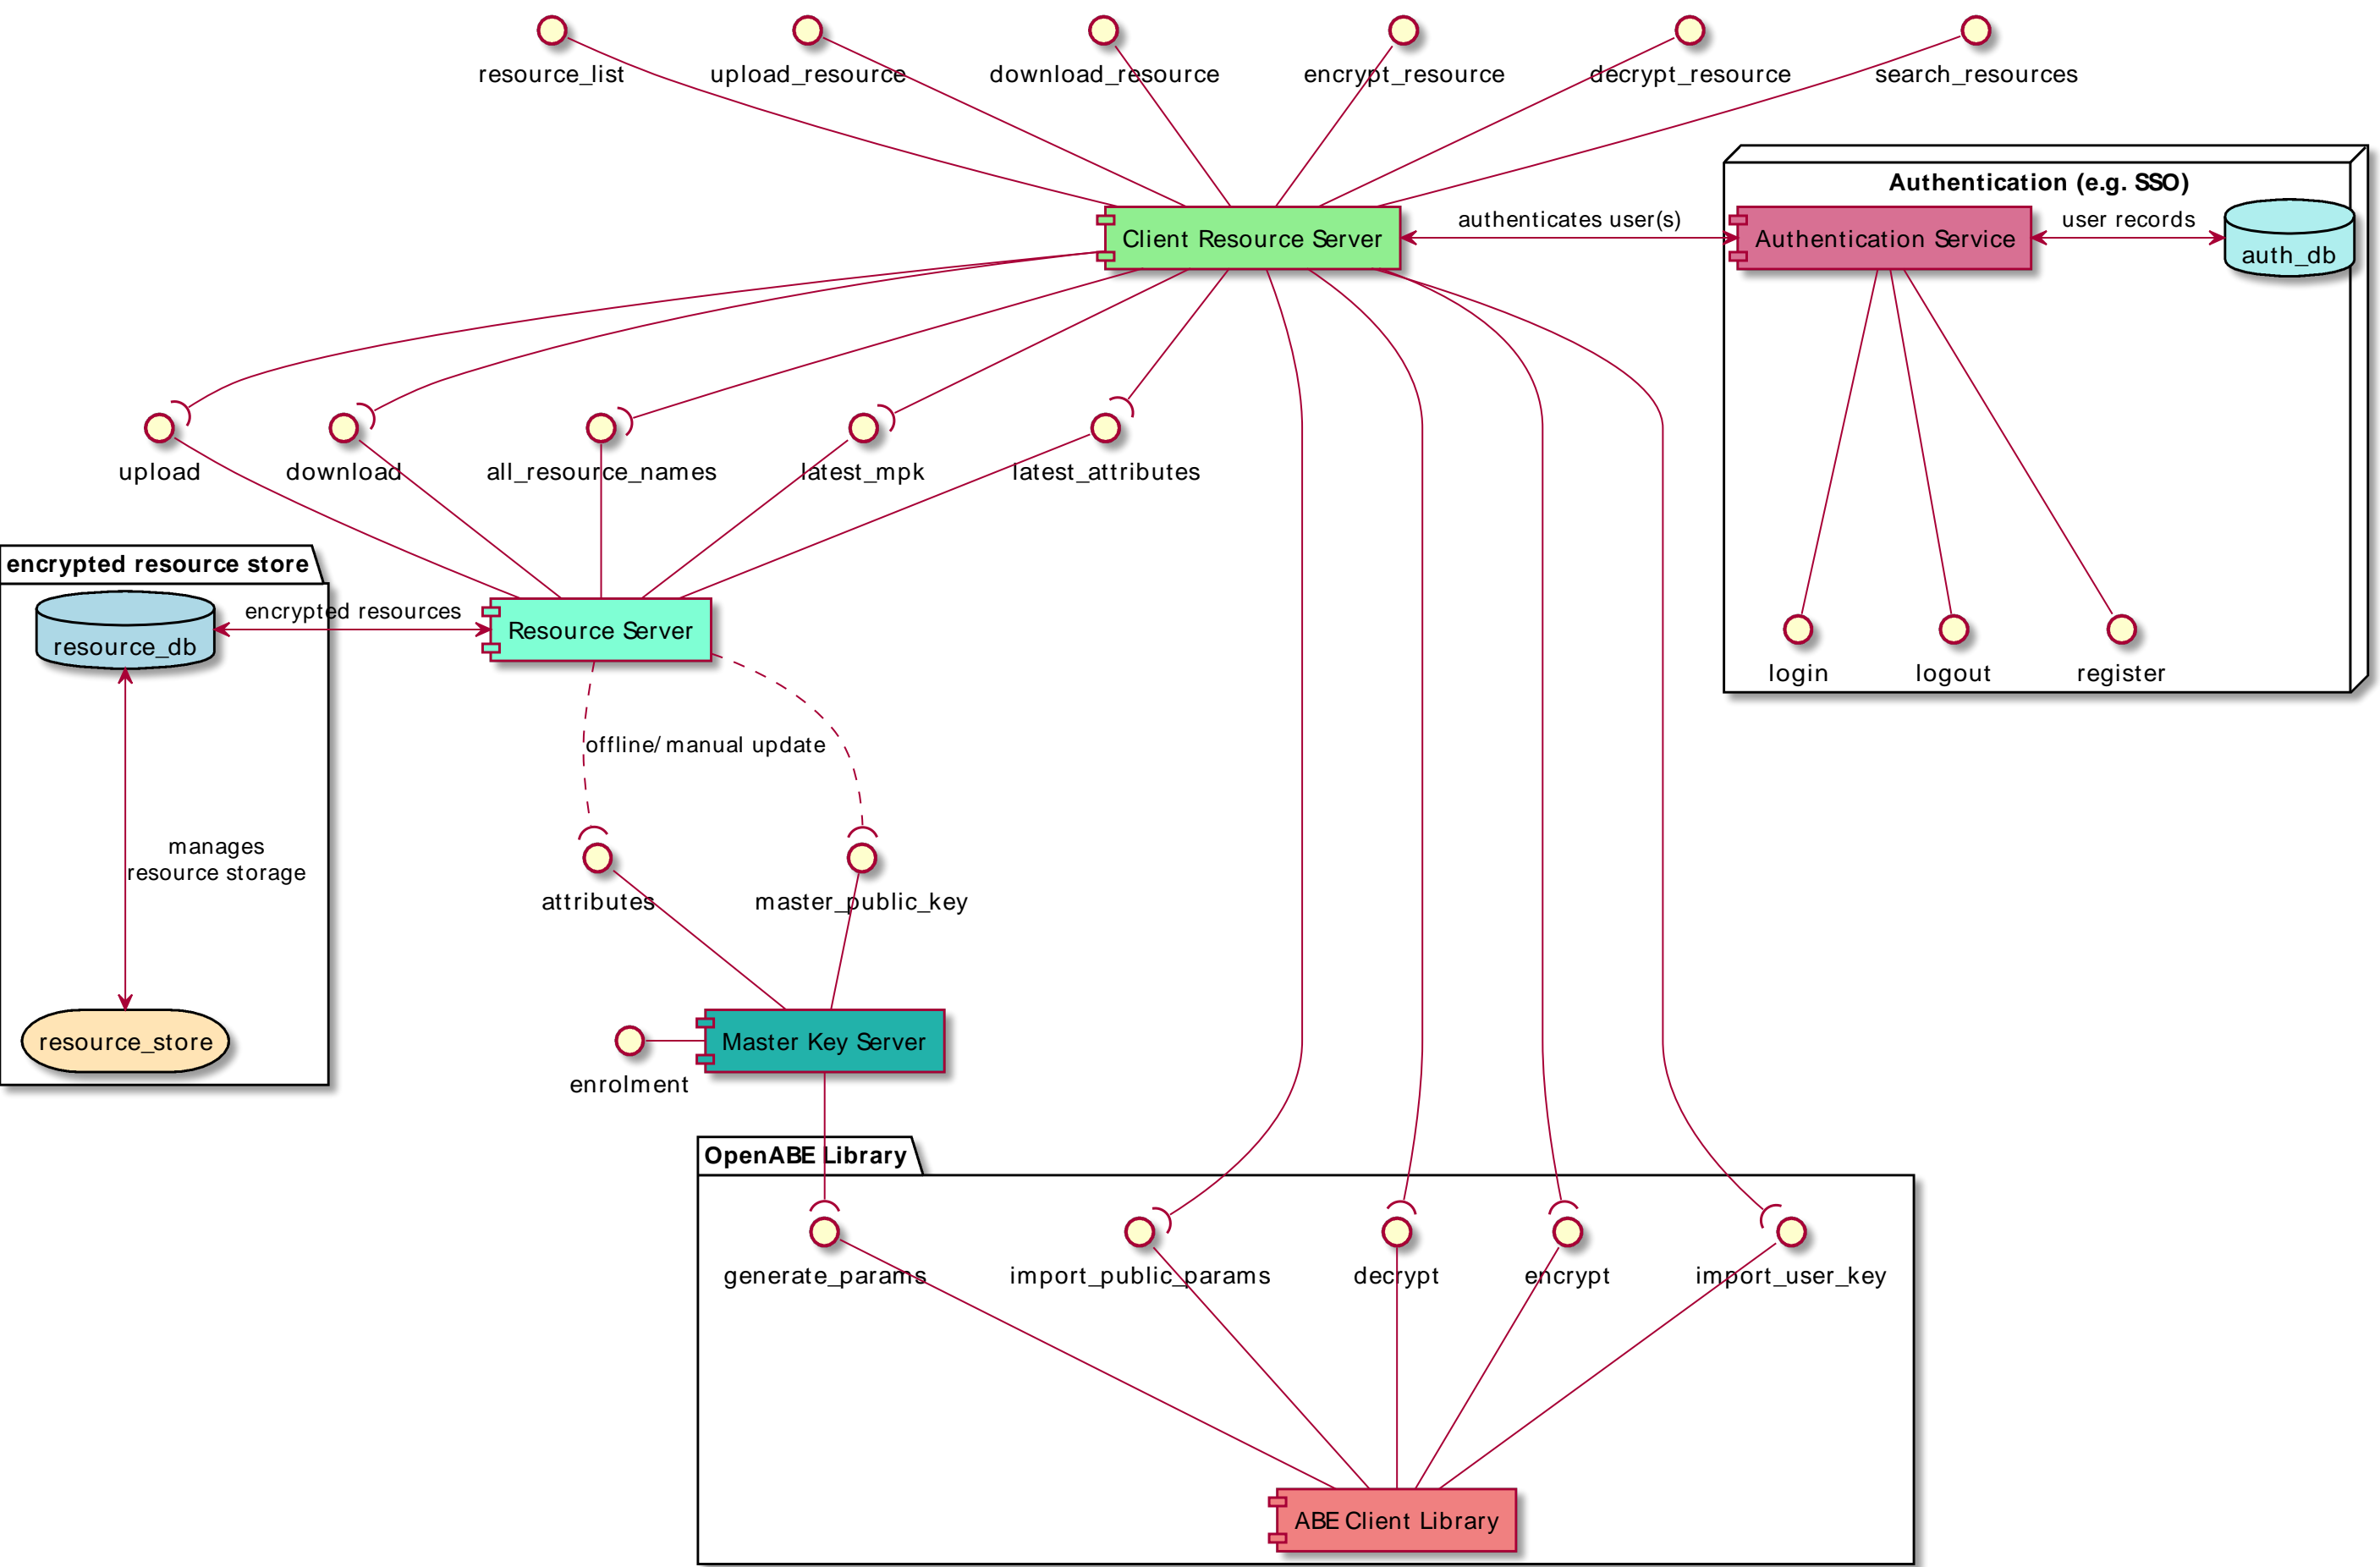 resource_list
upload_resource
download_resource
encrypt_resource
decrypt_resource
search_resources
Authentication (e.g. SSO)
Client Resource Server
authenticates user(s)
Authentication Service
user records
auth_db
upload
download
all_resource_names
latest_mpk
latest_attributes
encrypted resource store
resource_db
encrypted resources
Resource Server
login
logout
register
offline/ manual update
manages
resource storage
attributes
master_public_key
resource_store
enrolment
Master Key Server
OpenABE Library
generate_params
import_public_params
decrypt
encrypt
import_user_key
ABE Client Library